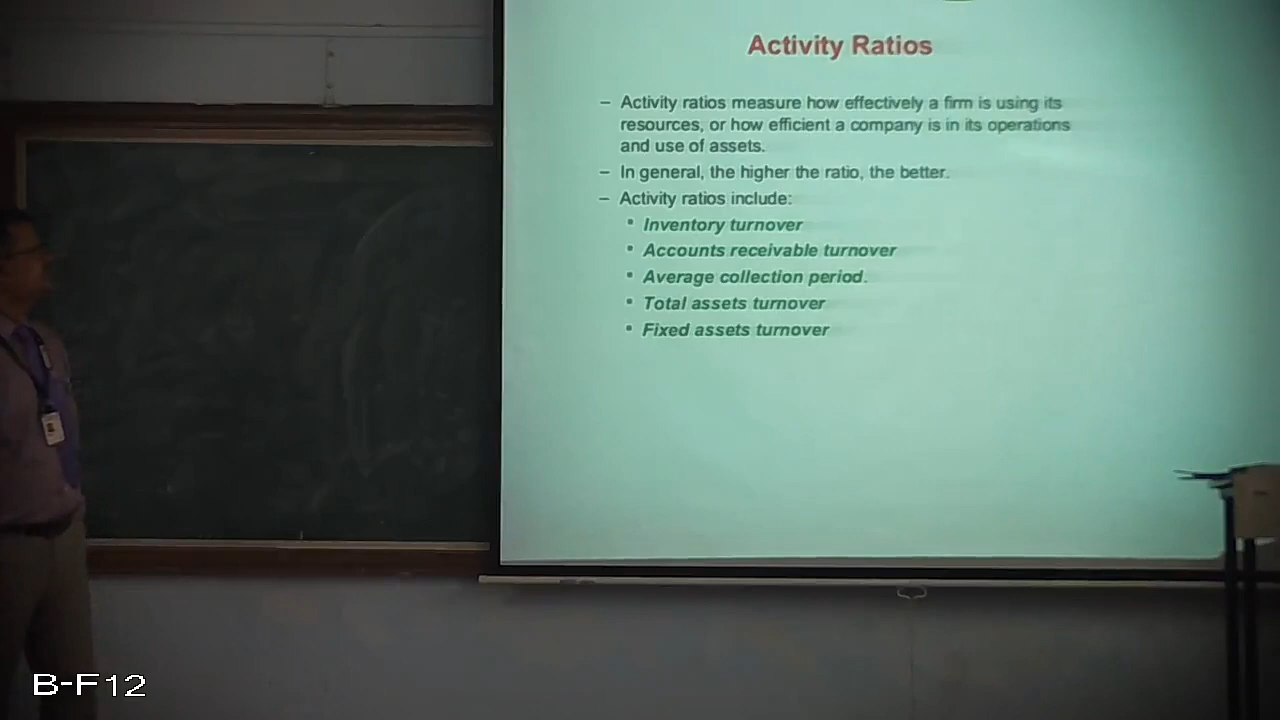 Activity Ratios
– Activity ratios measure how effectively a firm is using its
resources, or how efficient a company is in its operations
and use of assets.
– In general, the higher the ratio, the better.
– Activity ratios include:
• Inventory turnover
• Accounts receivable turnover
• Average collection period.
• Total assets turnover
• Fixed assets turnover
B-F12